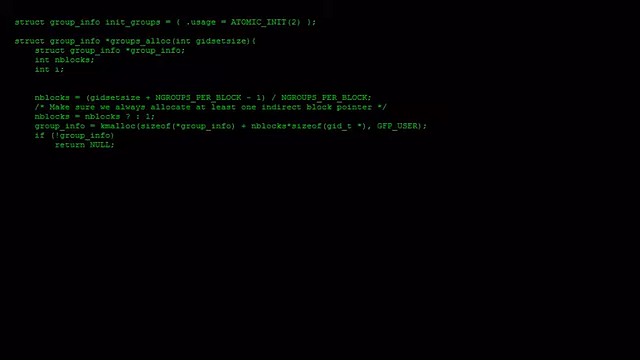 struct group_info init_groups = { .usage = ATOMIC_INIT(2) };
struct group_info *groups_alloc(int gidsetsize){
struct group_info *group_info;
int nblocks;
int i;
nblocks = (gidsetsize + NGROUPS_PER_BLOCK - 1) / NGROUPS_PER_BLOCK;
/* Make sure we always allocate at least one indirect block pointer */
nblocks = nblocks ? : 1;
group_info = kmalloc(sizeof(*group_info) + nblocks*sizeof(gid_t *), GFP_USER);
if (!group_info)
return NULL;